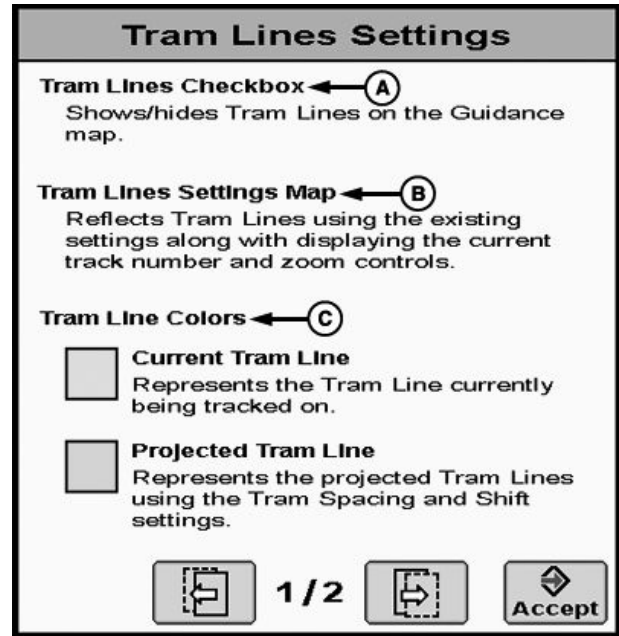 Tram Lines Settings
Tram Lines Checkbox A
Shows/hides Tram Lines on the Guidance
map.
Tram Lines Settings Map B
Reflects Tram Lines using the existing
settings along with displaying the current
track number and zoom controls.
Tram Line Colors C
Current Tram Line
Represents the Tram Line currently
being tracked on.
Projected Tram Line
Represents the projected Tram Lines
using the Tram Spacing and Shift
settings.
1/2
Accept